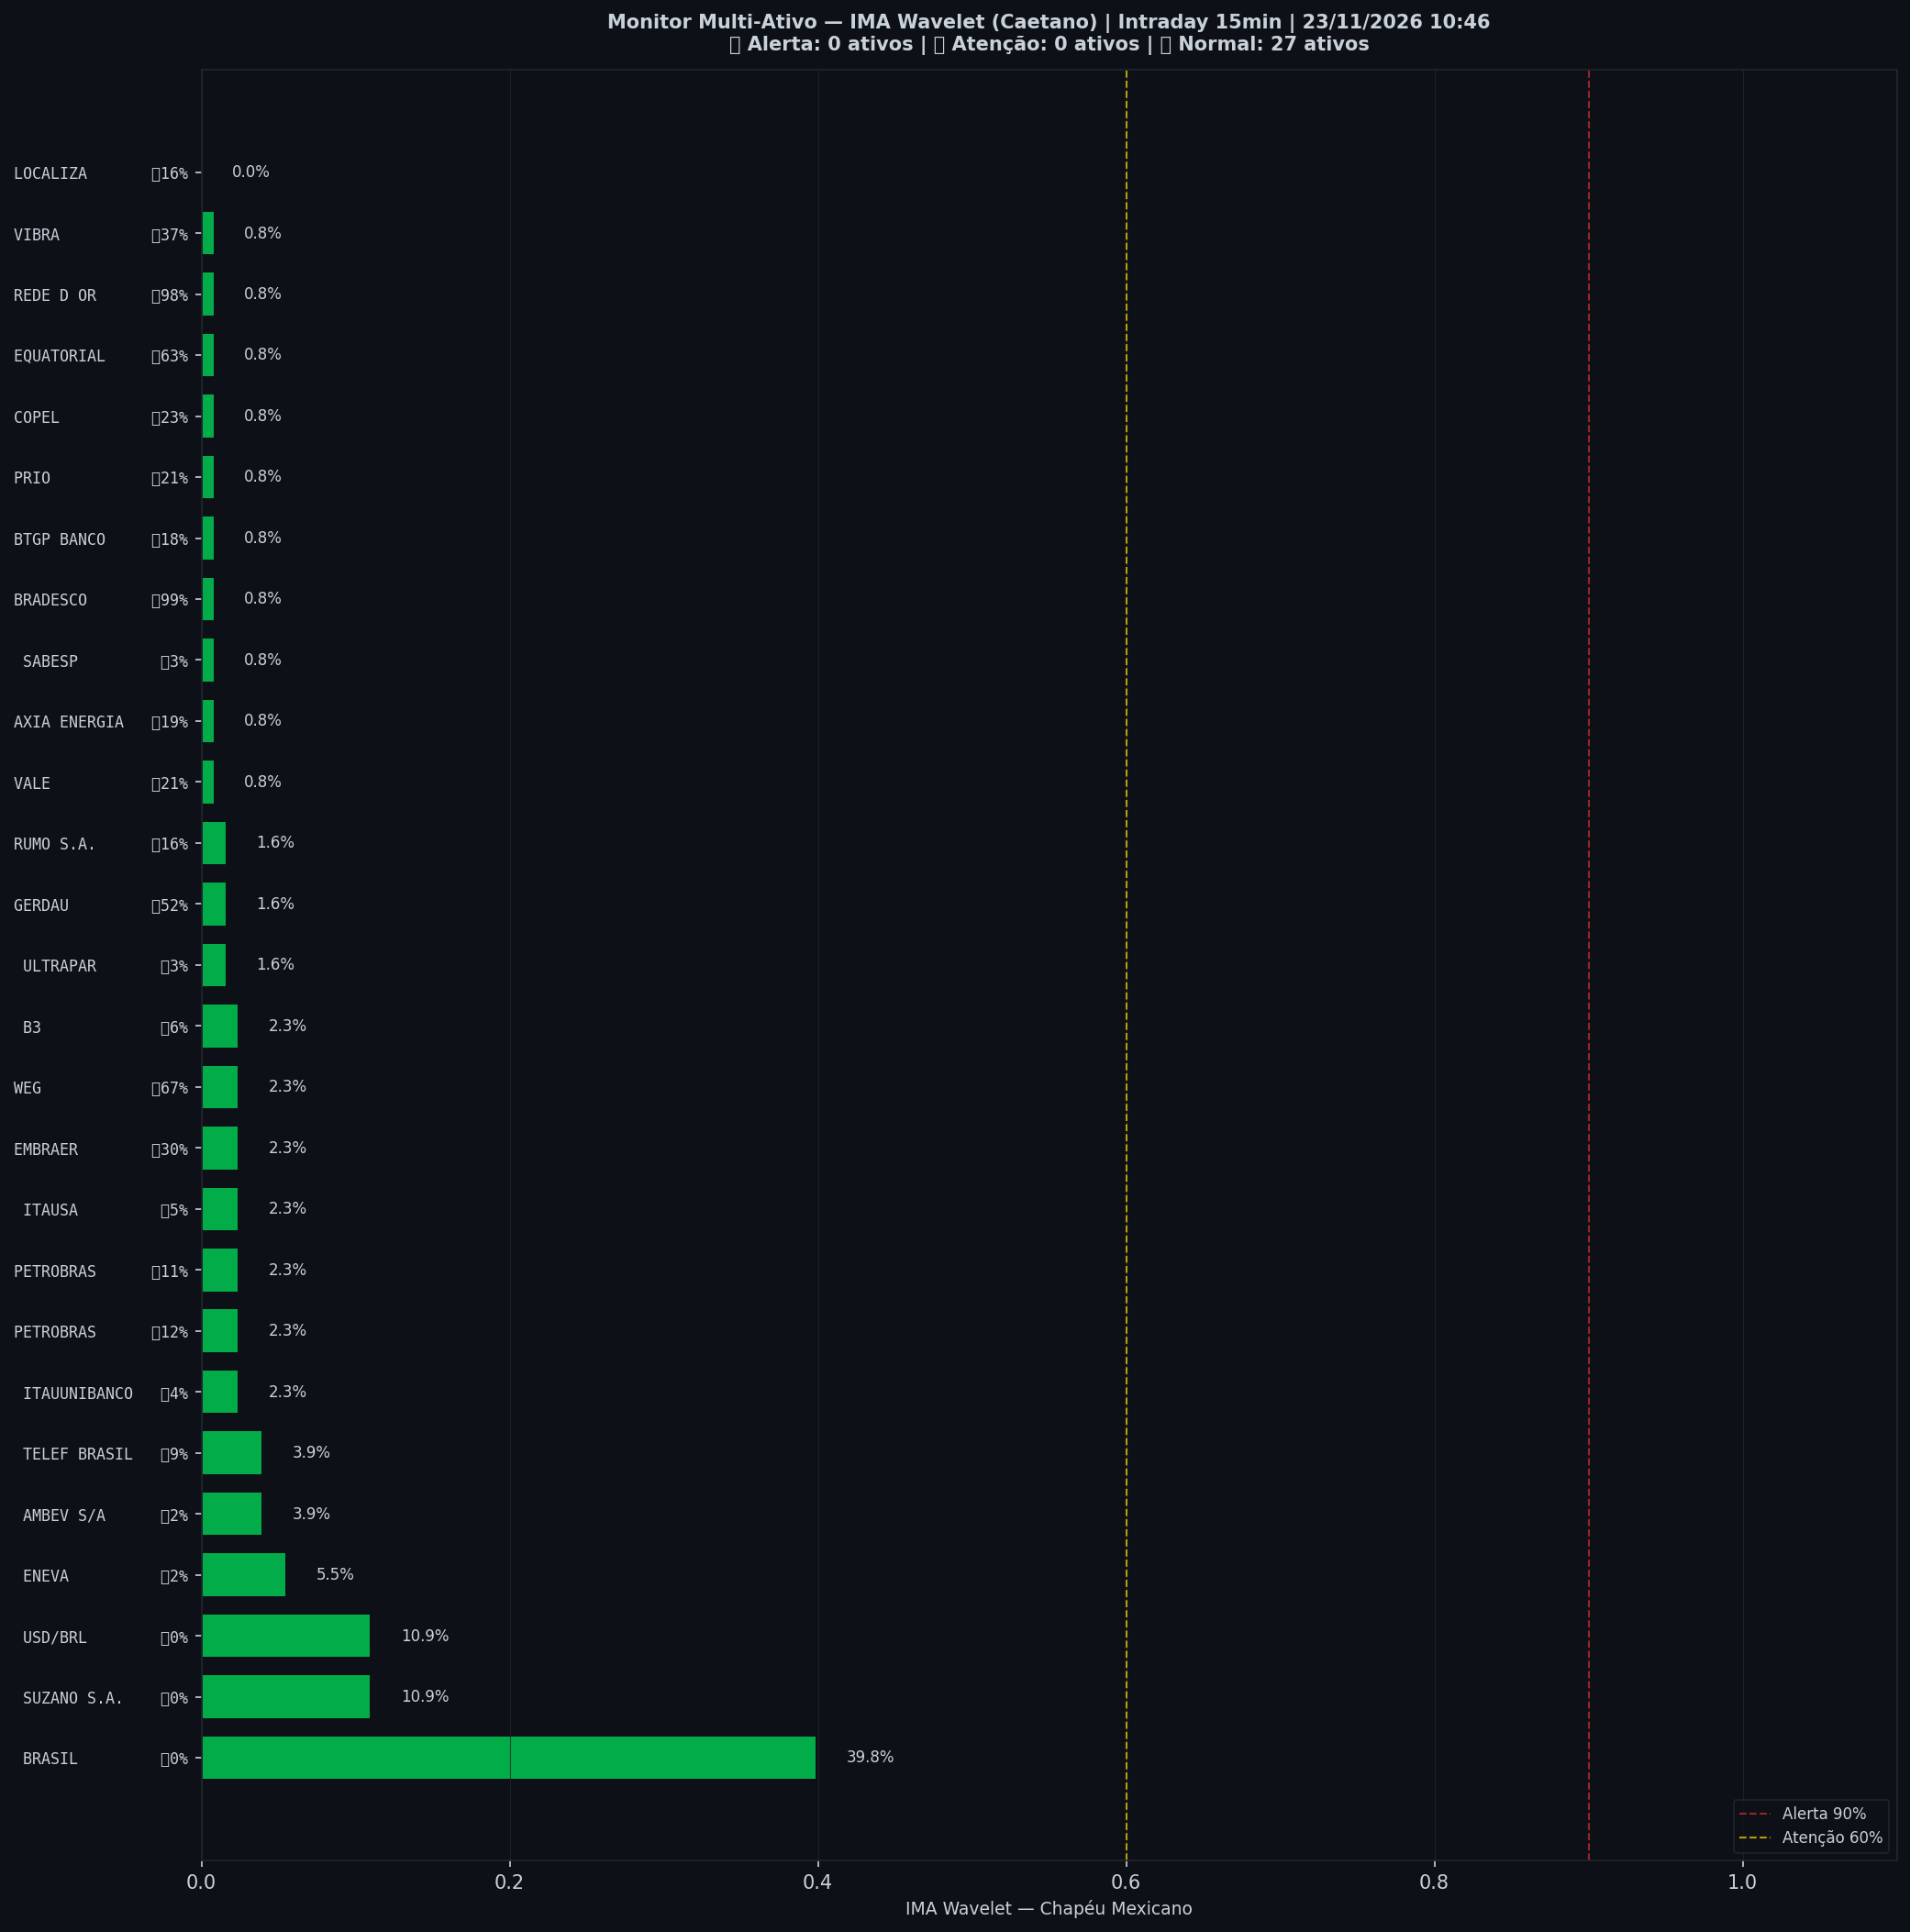 Monitor Multi-Ativo — IMA Wavelet (Caetano) | Intraday 15min | 23/11/2026 10:46
▯ Alerta: 0 ativos | ▯ Atenção: 0 ativos | ▯ Normal: 27 ativos
LOCALIZA ▯16% 0.0%
VIBRA ▯37% 0.8%
REDE D OR ▯98% 0.8%
EQUATORIAL ▯63% 0.8%
COPEL ▯23% 0.8%
PRIO ▯21% 0.8%
BTGP BANCO ▯18% 0.8%
BRADESCO ▯99% 0.8%
SABESP ▯3% 0.8%
AXIA ENERGIA ▯19% 0.8%
VALE ▯21% 0.8%
RUMO S.A. ▯16% 1.6%
GERDAU ▯52% 1.6%
ULTRAPAR ▯3% 1.6%
B3 ▯6% 2.3%
WEG ▯67% 2.3%
EMBRAER ▯30% 2.3%
ITAUSA ▯5% 2.3%
PETROBRAS ▯11% 2.3%
PETROBRAS ▯12% 2.3%
ITAUUNIBANCO ▯4% 2.3%
TELEF BRASIL ▯9% 3.9%
AMBEV S/A ▯2% 3.9%
ENEVA ▯2% 5.5%
USD/BRL ▯0% 10.9%
SUZANO S.A. ▯0% 10.9%
BRASIL ▯0% 39.8%
Alerta 90%
Atenção 60%
0.0 0.2 0.4 0.6 0.8 1.0
IMA Wavelet — Chapéu Mexicano